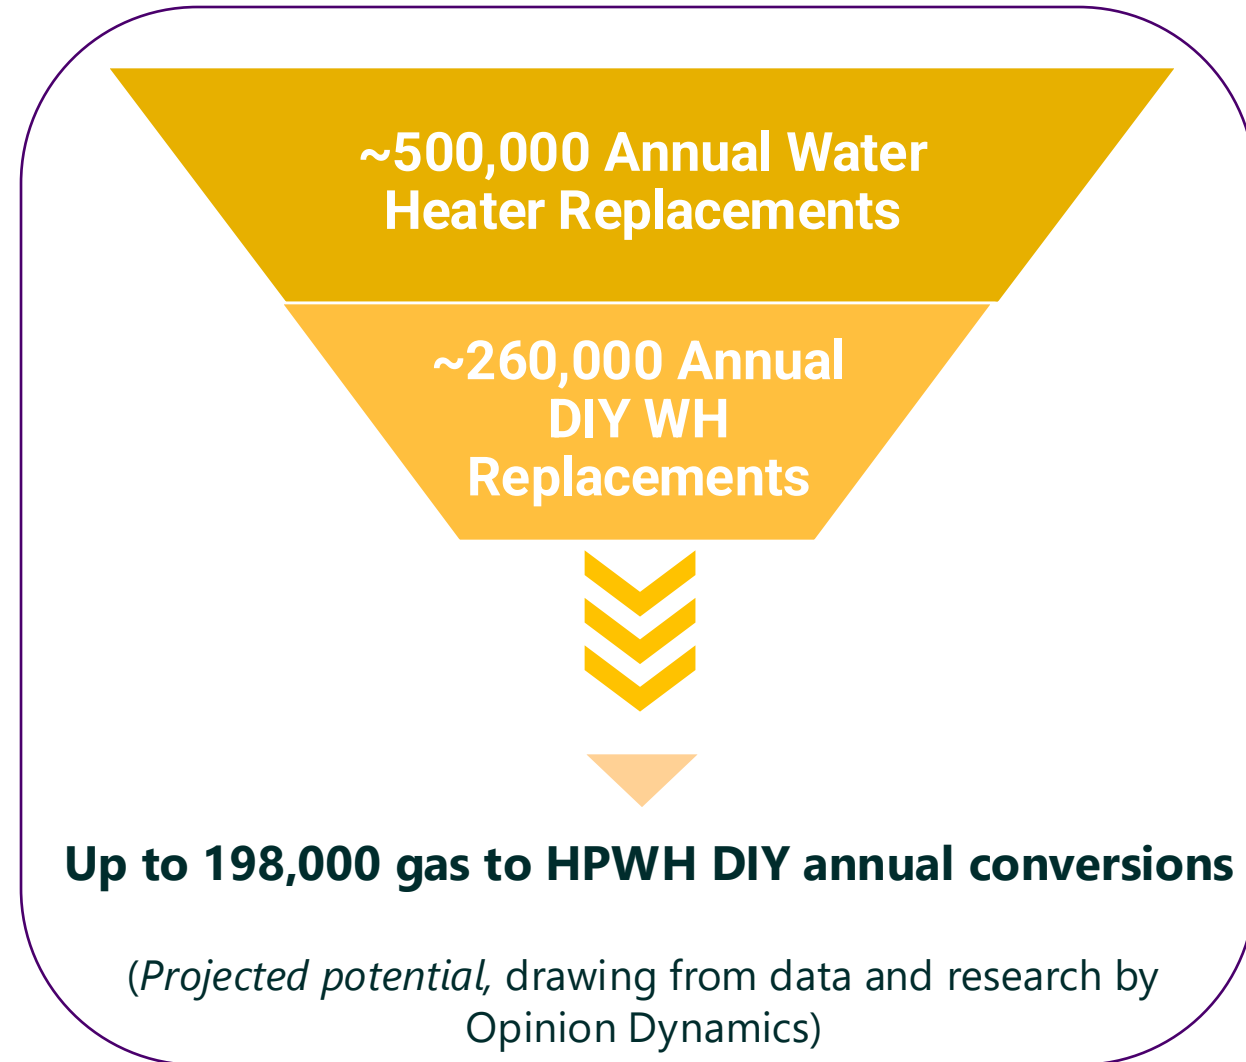 ~500,000 Annual Water
Heater Replacements
~260,000 Annual
DIY WH
Replacements
Up to 198,000 gas to HPWH DIY annual conversions
(Projected potential, drawing from data and research by
Opinion Dynamics)